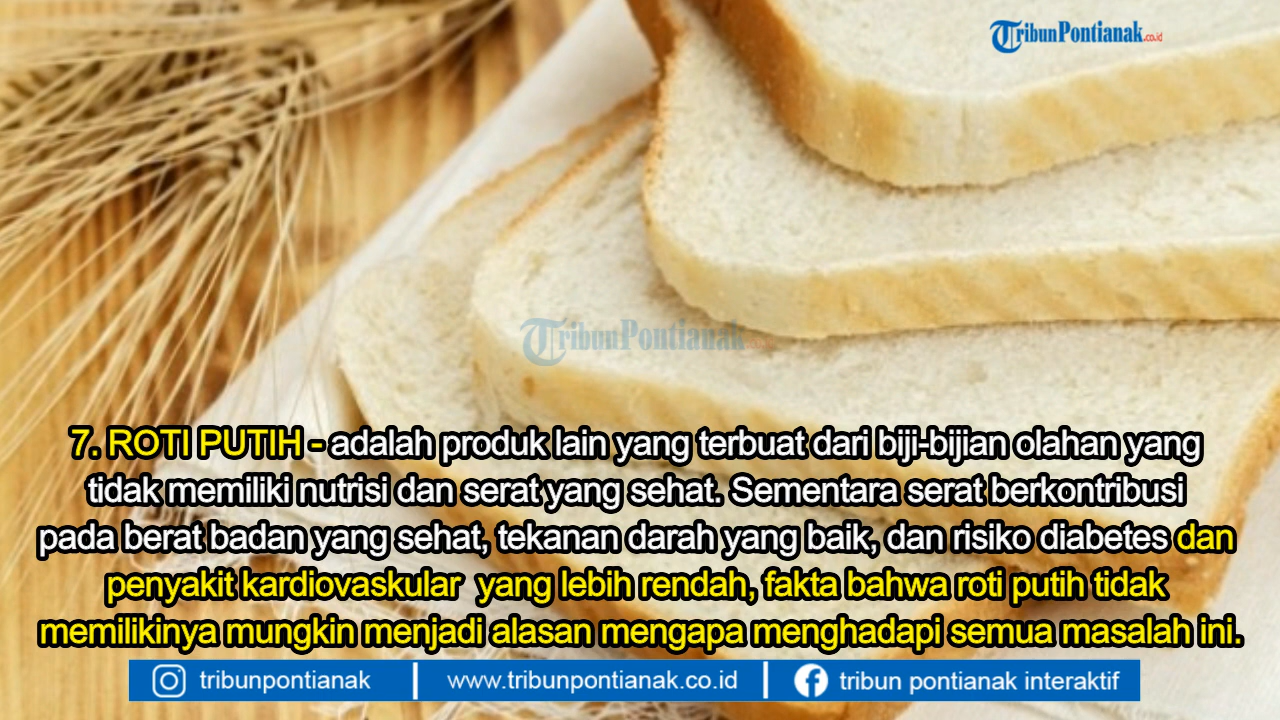 TribunPontianak.co.id
TribunPontianak
7. ROTI PUTIH - adalah produk lain yang terbuat dari biji-bijian olahan yang
tidak memiliki nutrisi dan serat yang sehat. Sementara serat berkontribusi
pada berat badan yang sehat, tekanan darah yang baik, dan risiko diabetes dan
penyakit kardiovaskular yang lebih rendah, fakta bahwa roti putih tidak
memilikinya mungkin menjadi alasan mengapa menghadapi semua masalah ini.
tribunpontianak | www.tribunpontianak.co.id | tribun pontianak interaktif